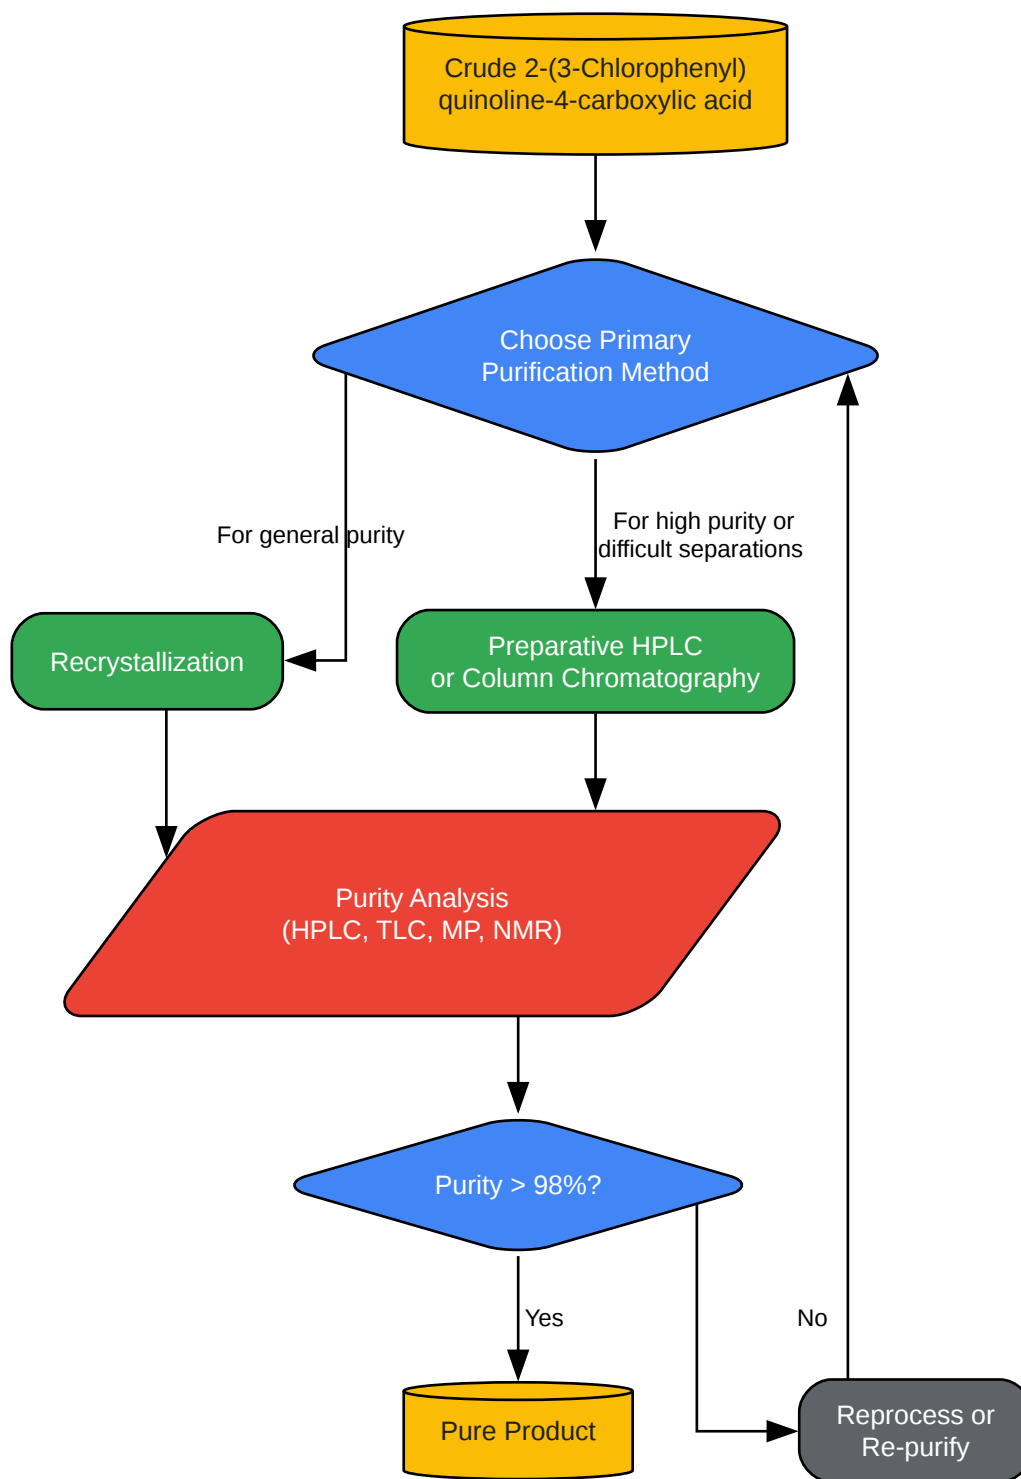 Crude 2-(3-Chlorophenyl)
quinoline-4-carboxylic acid
Choose Primary
Purification Method
For general purity
For high purity or
difficult separations
Recrystallization
Preparative HPLC
or Column Chromatography
Purity Analysis
(HPLC, TLC, MP, NMR)
Purity > 98%?
Yes
No
Pure Product
Reprocess or
Re-purify